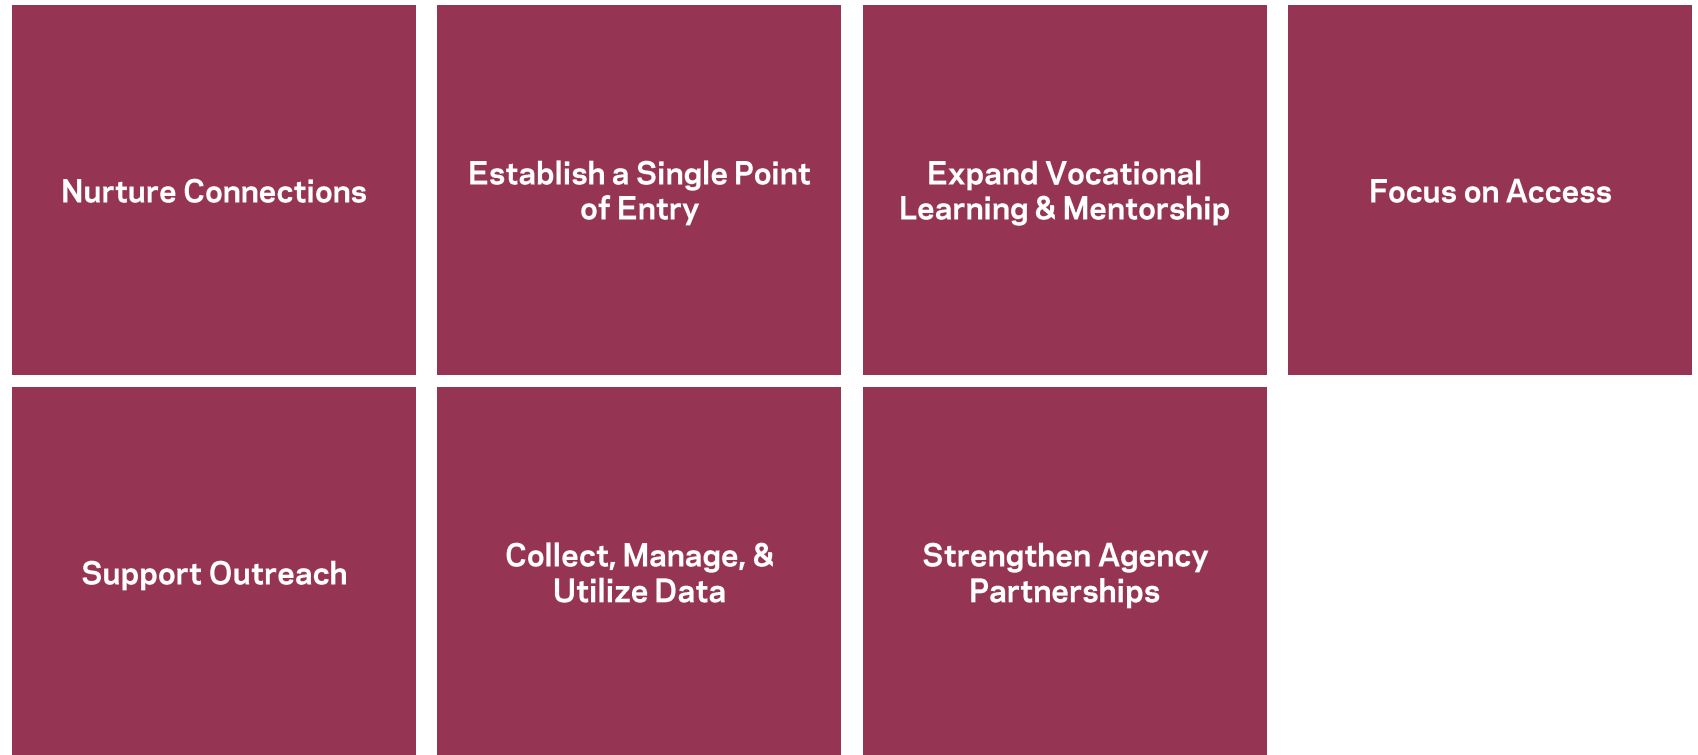 Nurture Connections
Establish a Single Point
of Entry
Expand Vocational
Learning & Mentorship
Focus on Access
Support Outreach
Collect, Manage, &
Utilize Data
Strengthen Agency
Partnerships